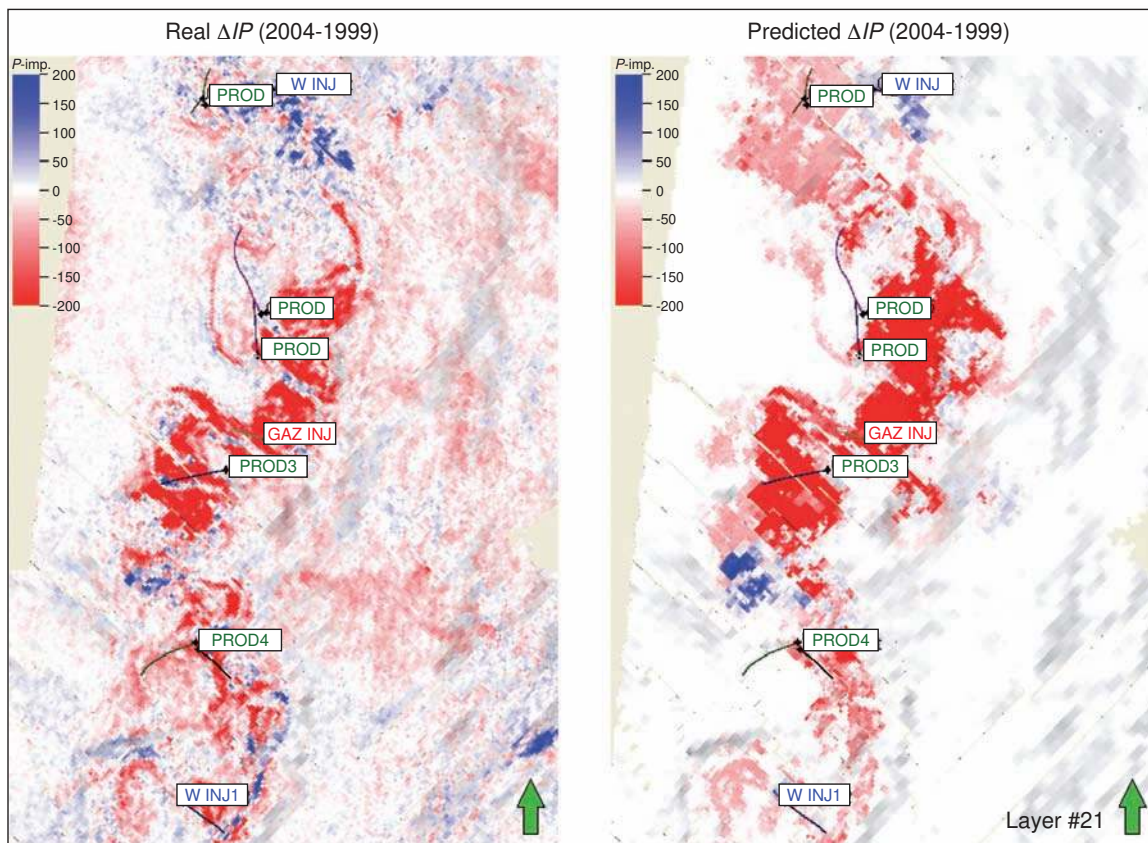 Real ΔIP (2004-1999)
P-imp.
200
150
100
50
0
-50
-100
-150
-200
PROD
W INJ
PROD
PROD
GAZ INJ
PROD3
PROD4
W INJ1
Predicted ΔIP (2004-1999)
P-imp.
200
150
100
50
0
-50
-100
-150
-200
W INJ
PROD
PROD
PROD
GAZ INJ
PROD3
PROD4
W INJ1
Layer #21